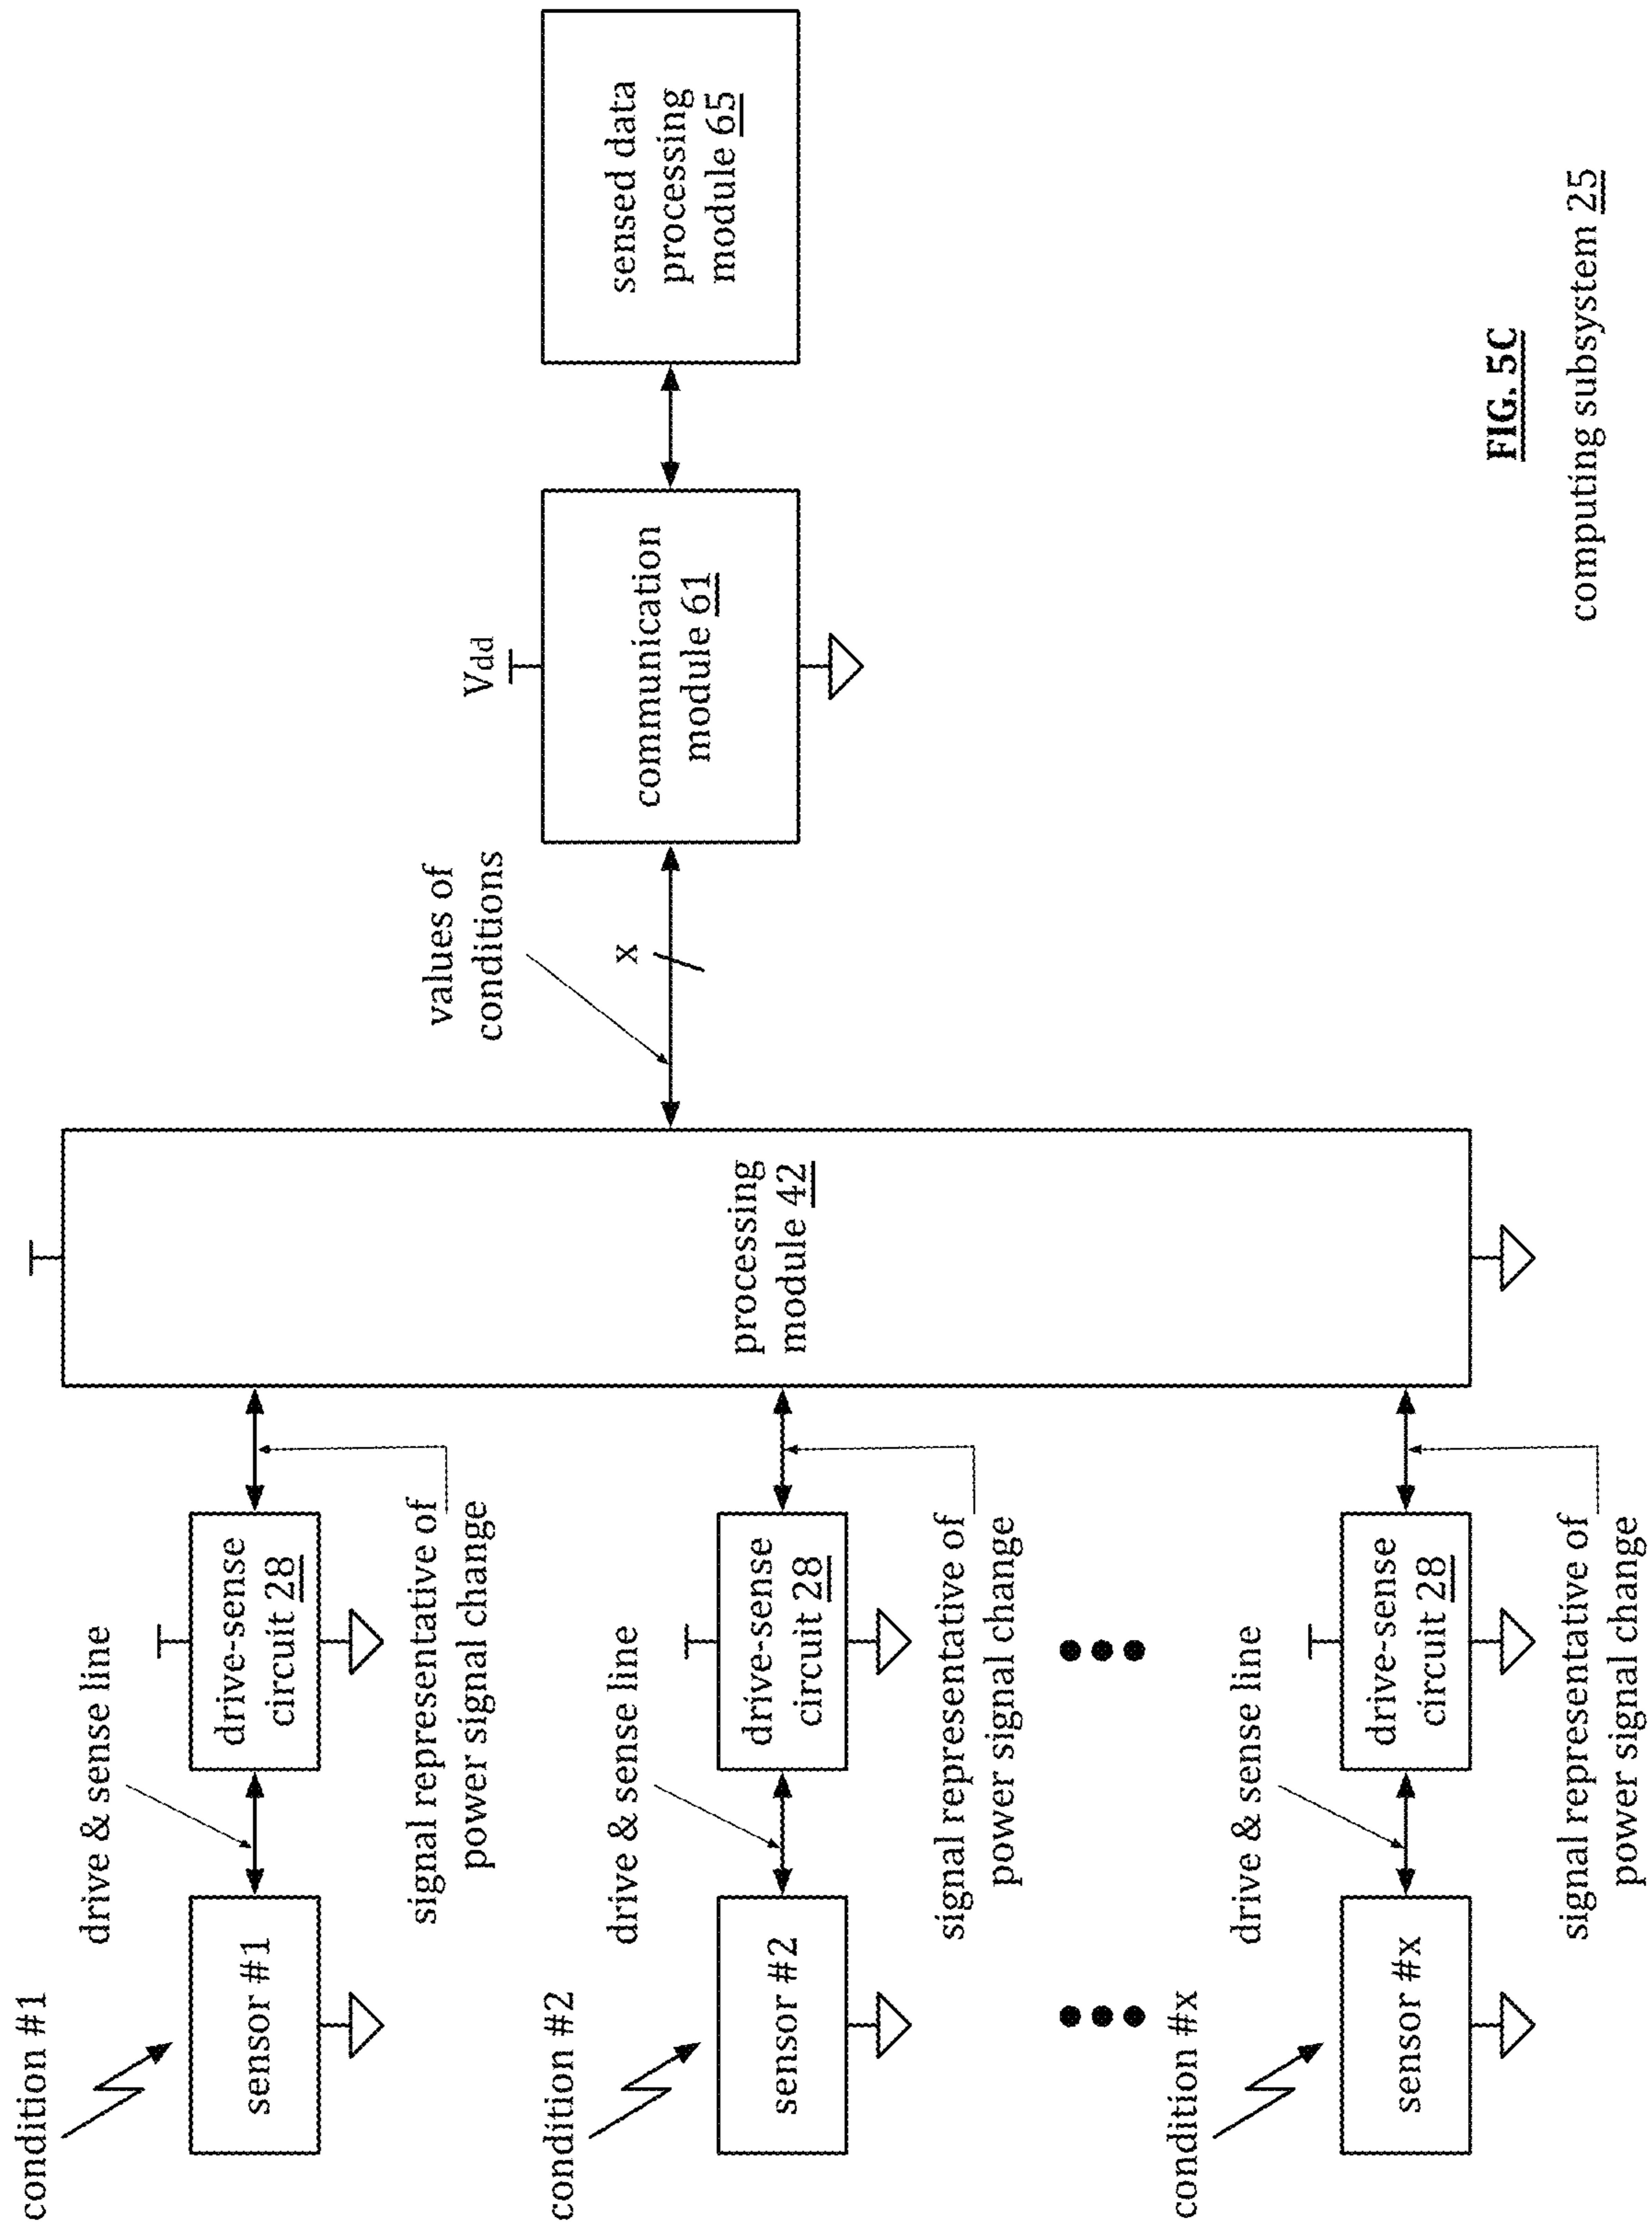 condition #1
drive & sense line
sensor #1
drive-sense
circuit 28
signal representative of
power signal change
condition #2
drive & sense line
sensor #2
drive-sense
circuit 28
signal representative of
power signal change
condition #x
drive & sense line
sensor #x
drive-sense
circuit 28
signal representative of
power signal change
processing
module 42
values of
conditions
x
Vdd
communication
module 61
sensed data
processing
module 65
FIG. 5C
computing subsystem 25